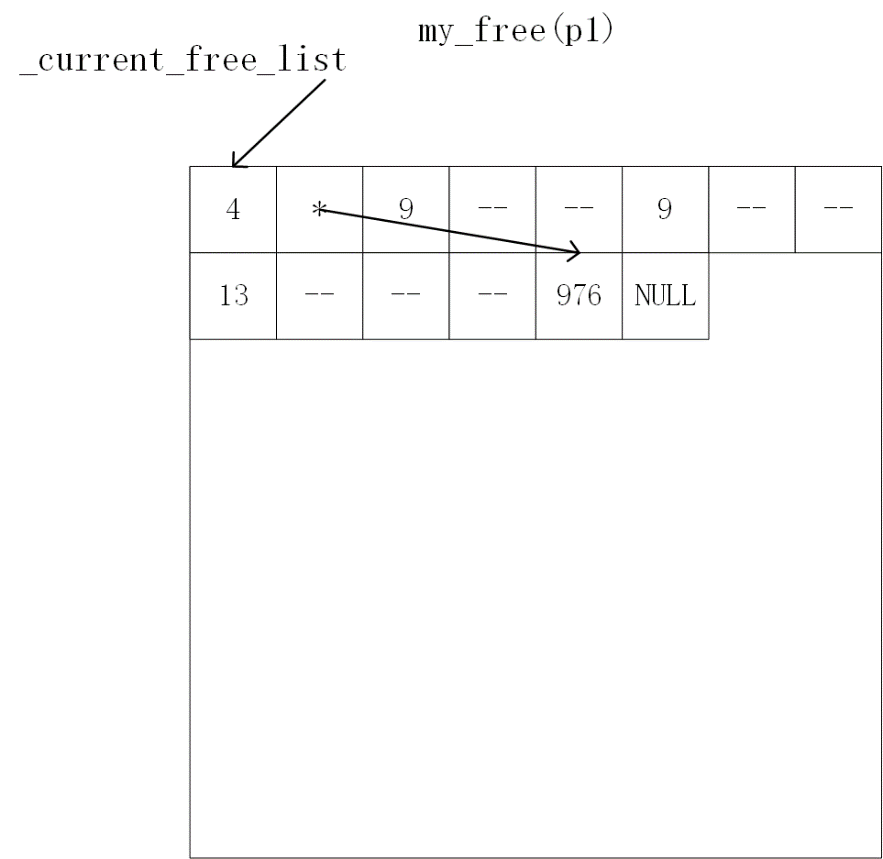 my_free(p1)
_current_free_list
4 * 9 -- -- 9 -- --
13 -- -- -- 976 NULL